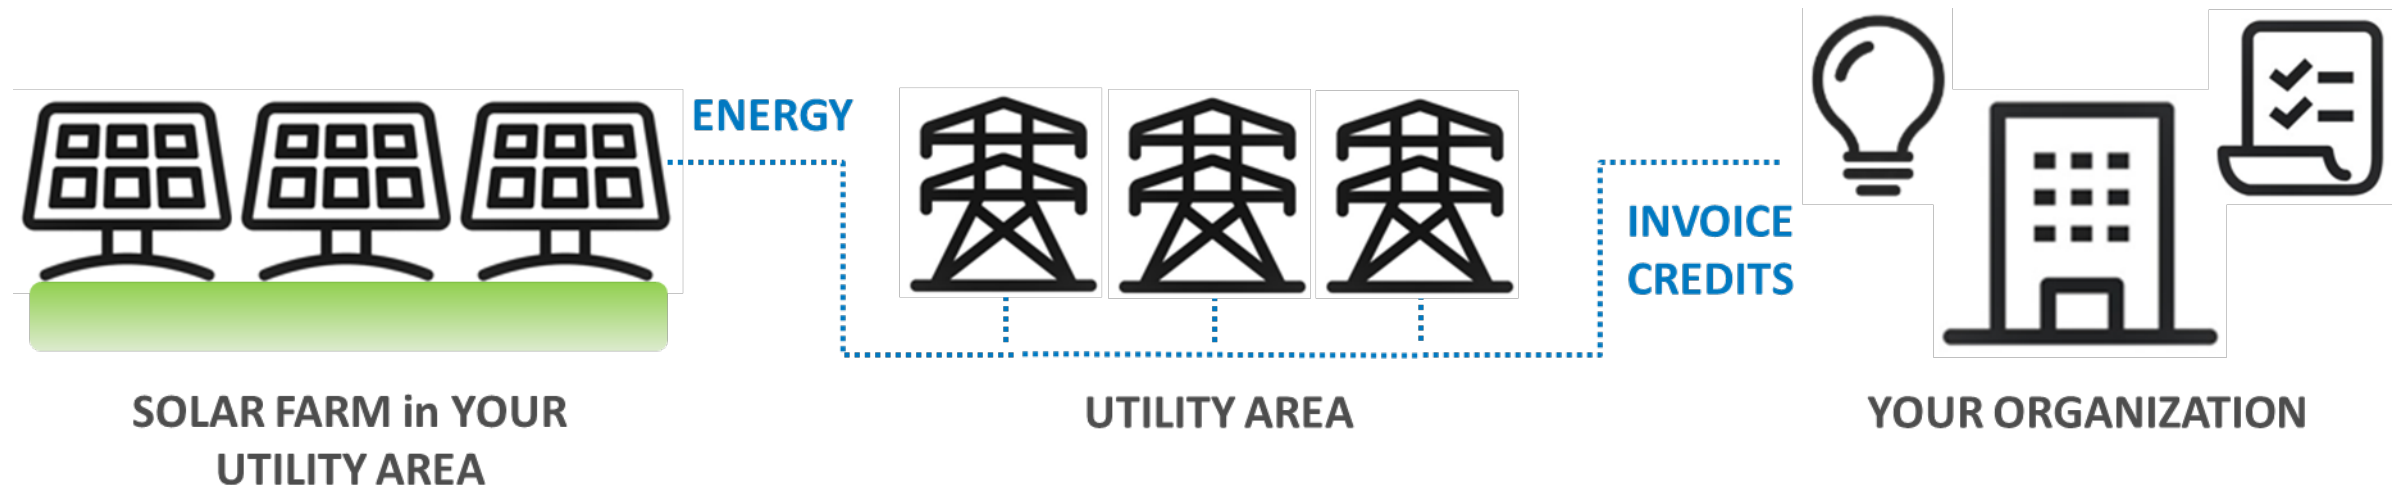 ENERGY
INVOICE
CREDITS
SOLAR FARM in YOUR
UTILITY AREA
UTILITY AREA
YOUR ORGANIZATION